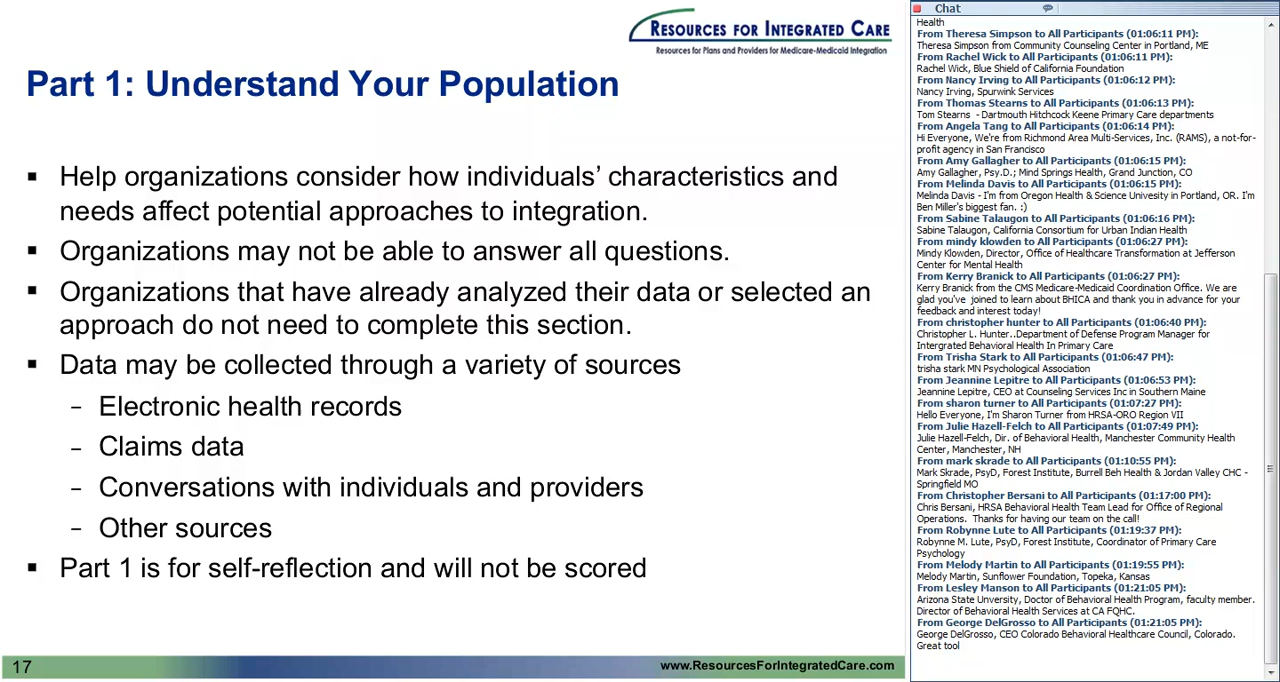 RESOURCES FOR INTEGRATED CARE
Resources for Plans and Providers for Medicare-Medicaid Integration
Part 1: Understand Your Population
▪ Help organizations consider how individuals’ characteristics and
needs affect potential approaches to integration.
▪ Organizations may not be able to answer all questions.
▪ Organizations that have already analyzed their data or selected an
approach do not need to complete this section.
▪ Data may be collected through a variety of sources
– Electronic health records
– Claims data
– Conversations with individuals and providers
– Other sources
▪ Part 1 is for self-reflection and will not be scored
17
www.ResourcesForIntegratedCare.com
Chat
Health
From Theresa Simpson to All Participants (01:06:11 PM):
Theresa Simpson from Community Counseling Center in Portland, ME
From Rachel Wick to All Participants (01:06:11 PM):
Rachel Wick, Blue Shield of California Foundation
From Nancy Irving to All Participants (01:06:12 PM):
Nancy Irving, Spurwink Services
From Thomas Stearns to All Participants (01:06:13 PM):
Tom Stearns - Dartmouth Hitchcock Keene Primary Care departments
From Angela Tang to All Participants (01:06:14 PM):
Hi Everyone, We're from Richmond Area Multi-Services, Inc. (RAMS), a not-for-
profit agency in San Francisco
From Amy Gallagher to All Participants (01:06:15 PM):
Amy Gallagher, Psy.D.; Mind Springs Health, Grand Junction, CO
From Melinda Davis to All Participants (01:06:15 PM):
Melinda Davis - I'm from Oregon Health & Science Univesity in Portland, OR. I'm
Ben Miller's biggest fan. :)
From Sabine Talaugon to All Participants (01:06:16 PM):
Sabine Talaugon, California Consortium for Urban Indian Health
From mindy klowden to All Participants (01:06:27 PM):
Mindy Klowden, Director, Office of Healthcare Transformation at Jefferson
Center for Mental Health
From Kerry Branick to All Participants (01:06:27 PM):
Kerry Branick from the CMS Medicare-Medicaid Coordination Office. We are
glad you've joined to learn about BHICA and thank you in advance for your
feedback and interest today!
From christopher hunter to All Participants (01:06:40 PM):
Christopher L. Hunter..Department of Defense Program Manager for
Intergrated Behavioral Health In Primary Care
From Trisha Stark to All Participants (01:06:47 PM):
trisha stark MN Psychological Association
From Jeannine Lepitre to All Participants (01:06:53 PM):
Jeannine Lepitre, CEO at Counseling Services Inc in Southern Maine
From sharon turner to All Participants (01:07:27 PM):
Hello Everyone, I'm Sharon Turner from HRSA-ORO Region VII
From Julie Hazell-Felch to All Participants (01:07:49 PM):
Julie Hazell-Felch, Dir. of Behavioral Health, Manchester Community Health
Center, Manchester, NH
From mark skrade to All Participants (01:10:55 PM):
Mark Skrade, PsyD, Forest Institute, Burrell Beh Health & Jordan Valley CHC -
Springfield MO
From Christopher Bersani to All Participants (01:17:00 PM):
Chris Bersani, HRSA Behavioral Health Team Lead for Office of Regional
Operations. Thanks for having our team on the call!
From Robynne Lute to All Participants (01:19:37 PM):
Robynne M. Lute, PsyD, Forest Institute, Coordinator of Primary Care
Psychology
From Melody Martin to All Participants (01:19:55 PM):
Melody Martin, Sunflower Foundation, Topeka, Kansas
From Lesley Manson to All Participants (01:21:05 PM):
Arizona State Unversity, Doctor of Behavioral Health Program, faculty member.
Director of Behavioral Health Services at CA FQHC.
From George DelGrosso to All Participants (01:21:05 PM):
George DelGrosso, CEO Colorado Behavioral Healthcare Council, Colorado.
Great tool